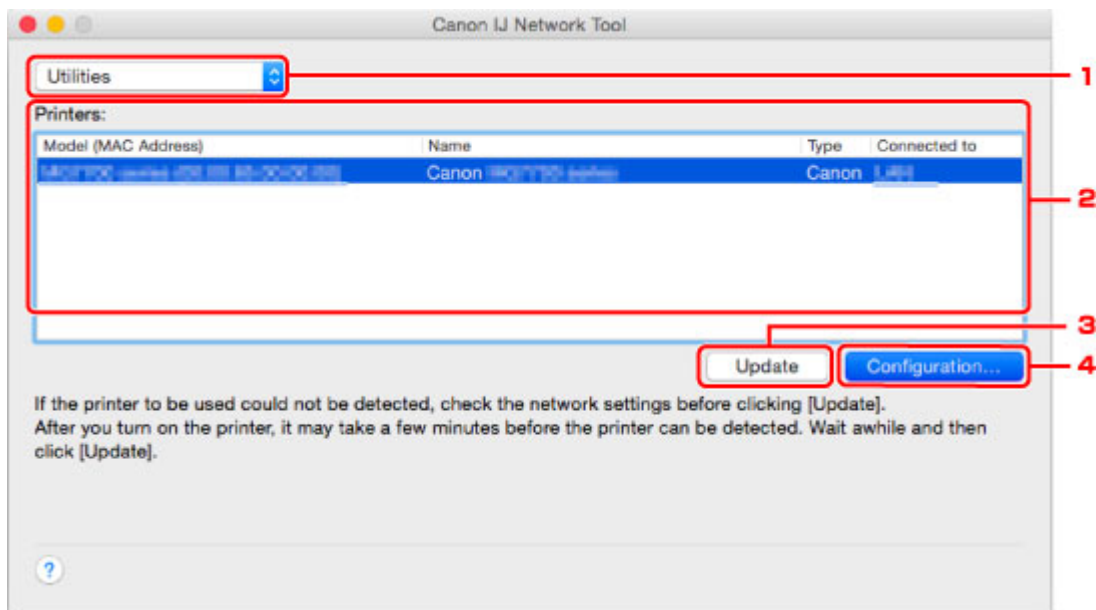 Canon IJ Network Tool
Utilities
1
Printers:
Model (MAC Address) Name Type Connected to
Canon Canon
2
3
Update Configuration... 4
If the printer to be used could not be detected, check the network settings before clicking [Update].
After you turn on the printer, it may take a few minutes before the printer can be detected. Wait awhile and then
click [Update].
?